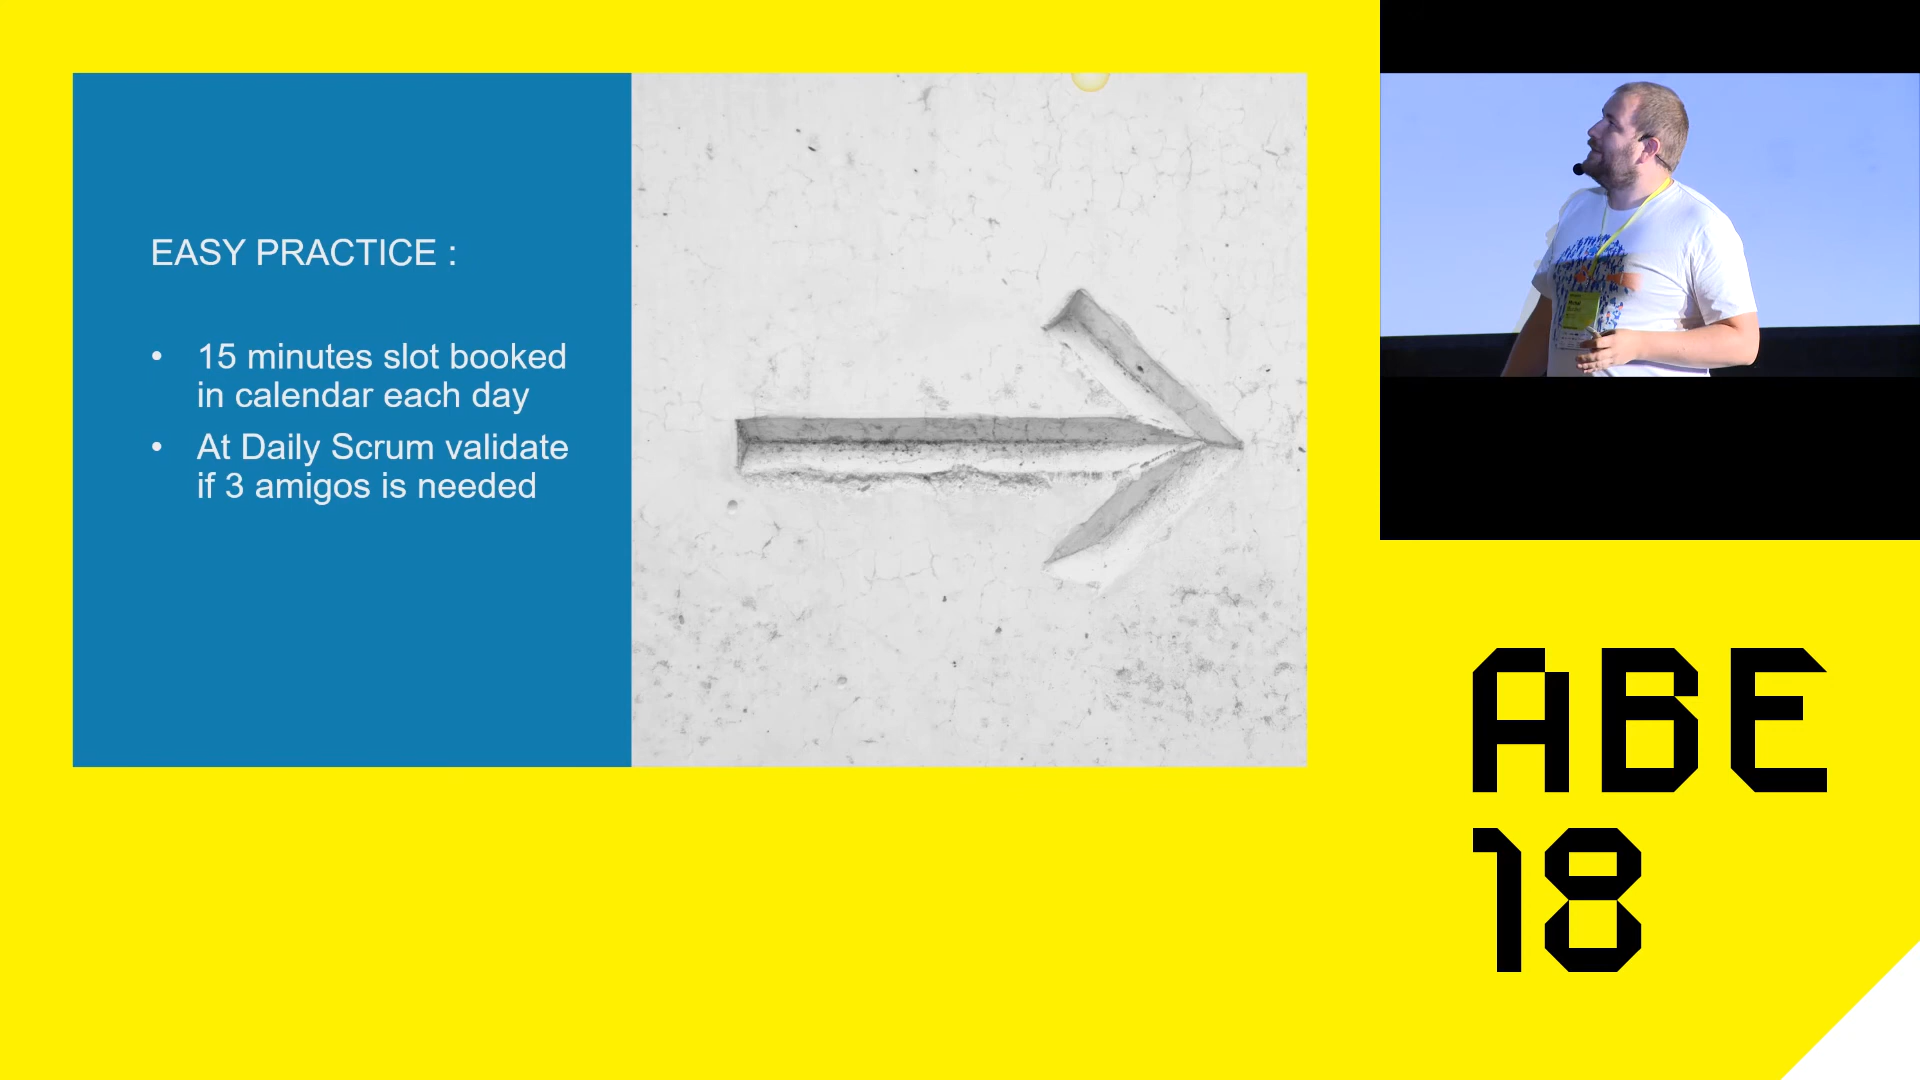 EASY PRACTICE :
• 15 minutes slot booked
in calendar each day
• At Daily Scrum validate
if 3 amigos is needed
ABE
18